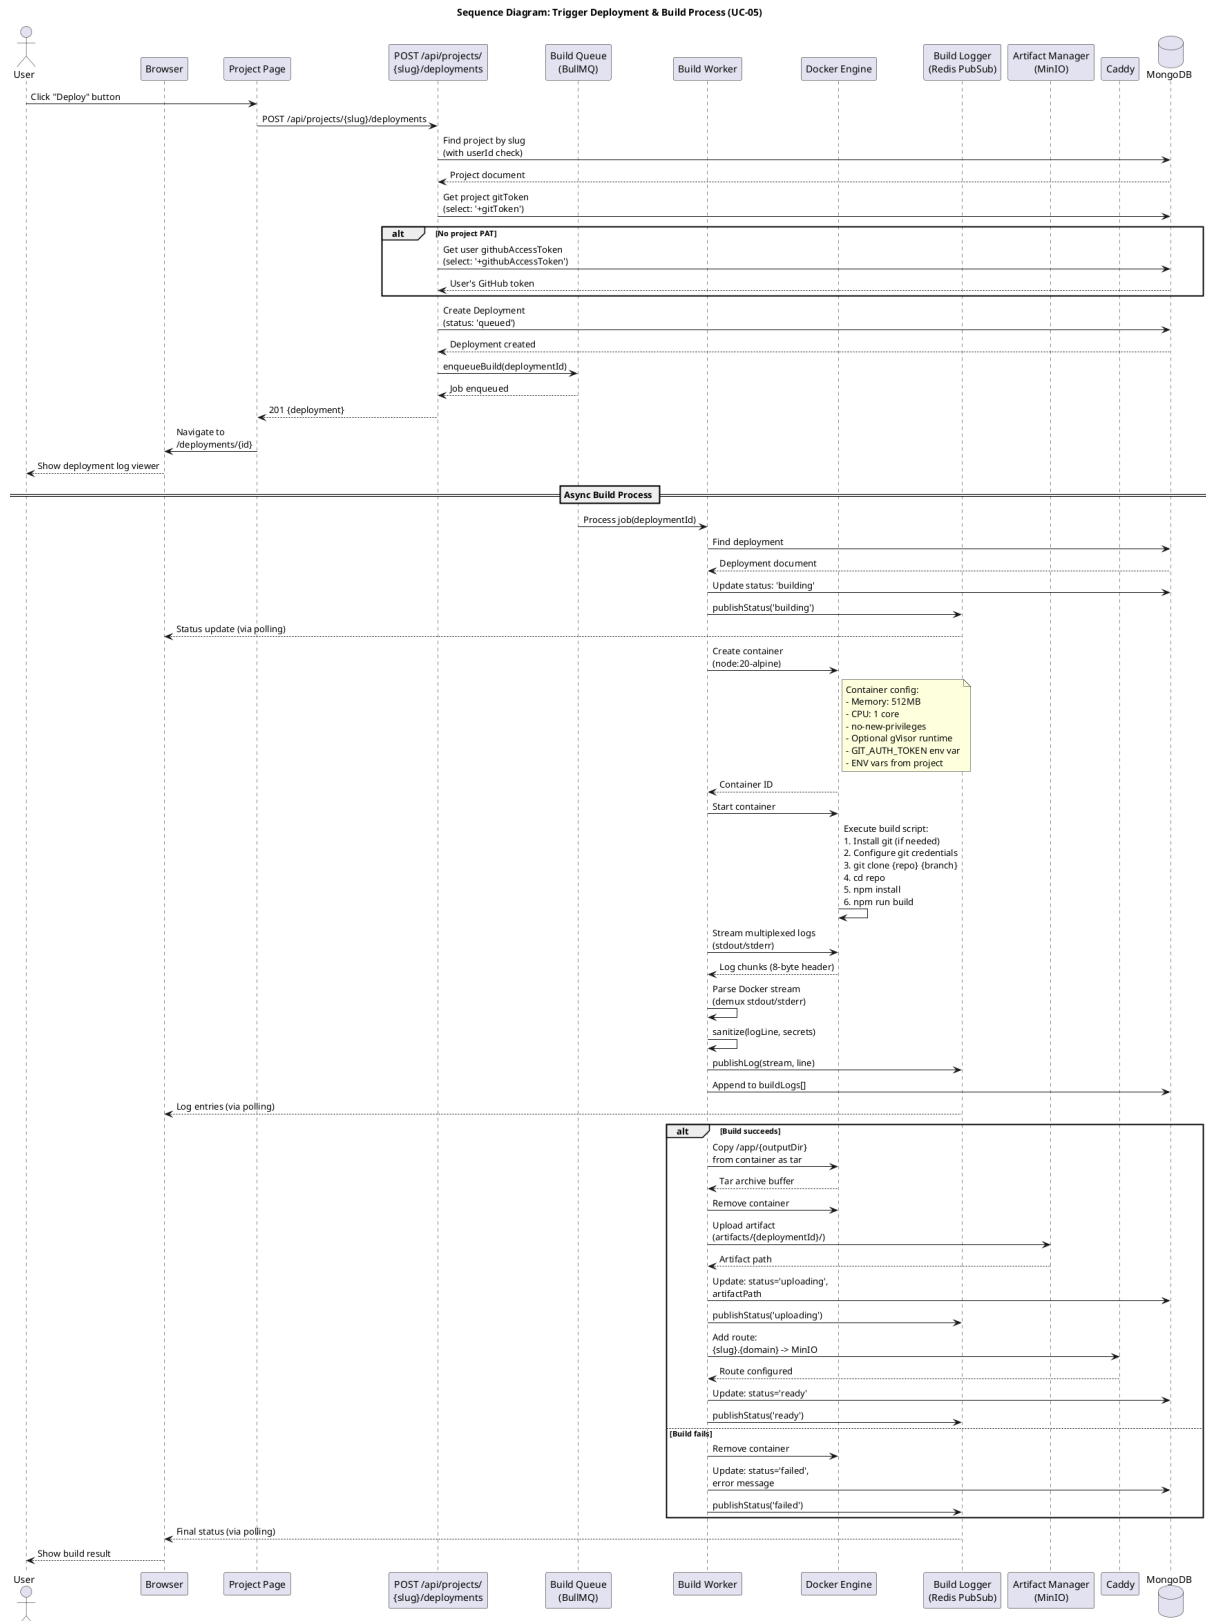 Sequence Diagram: Trigger Deployment & Build Process (UC-05)
User
Browser
Project Page
POST /api/projects/
{slug}/deployments
Build Queue
(BullMQ)
Build Worker
Docker Engine
Build Logger
(Redis PubSub)
Artifact Manager
(MinIO)
Caddy
MongoDB
Click "Deploy" button
POST /api/projects/{slug}/deployments
Find project by slug
(with userId check)
Project document
Get project gitToken
(select: '+gitToken')
alt [No project PAT]
Get user githubAccessToken
(select: '+githubAccessToken')
User's GitHub token
Create Deployment
(status: 'queued')
Deployment created
enqueueBuild(deploymentId)
Job enqueued
201 {deployment}
Navigate to
/deployments/{id}
Show deployment log viewer
Async Build Process
Process job(deploymentId)
Find deployment
Deployment document
Update status: 'building'
publishStatus('building')
Status update (via polling)
Create container
(node:20-alpine)
Container config:
- Memory: 512MB
- CPU: 1 core
- no-new-privileges
- Optional gVisor runtime
- GIT_AUTH_TOKEN env var
- ENV vars from project
Container ID
Start container
Execute build script:
1. Install git (if needed)
2. Configure git credentials
3. git clone {repo} {branch}
4. cd repo
5. npm install
6. npm run build
Stream multiplexed logs
(stdout/stderr)
Log chunks (8-byte header)
Parse Docker stream
(demux stdout/stderr)
sanitize(logLine, secrets)
publishLog(stream, line)
Append to buildLogs[]
Log entries (via polling)
alt [Build succeeds]
Copy /app/{outputDir}
from container as tar
Tar archive buffer
Remove container
Upload artifact
(artifacts/{deploymentId}/)
Artifact path
Update: status='uploading',
artifactPath
publishStatus('uploading')
Add route:
{slug}.{domain} -> MinIO
Route configured
Update: status='ready'
publishStatus('ready')
[Build fails]
Remove container
Update: status='failed',
error message
publishStatus('failed')
Final status (via polling)
Show build result
User
Browser
Project Page
POST /api/projects/
{slug}/deployments
Build Queue
(BullMQ)
Build Worker
Docker Engine
Build Logger
(Redis PubSub)
Artifact Manager
(MinIO)
Caddy
MongoDB